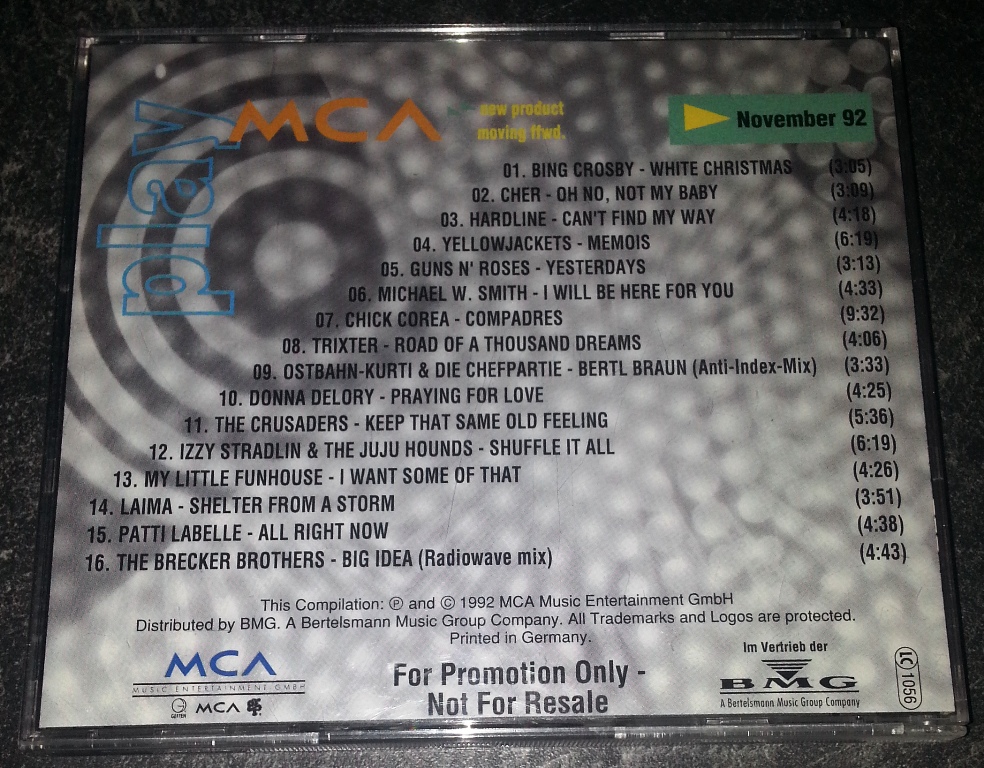 play
MCA
new product
moving ffwd.
November 92
01. BING CROSBY - WHITE CHRISTMAS (3:05)
02. CHER - OH NO, NOT MY BABY (3:09)
03. HARDLINE - CAN'T FIND MY WAY (4:18)
04. YELLOWJACKETS - MEMOIS (6:19)
05. GUNS N' ROSES - YESTERDAYS (3:13)
06. MICHAEL W. SMITH - I WILL BE HERE FOR YOU (4:33)
07. CHICK COREA - COMPADRES (9:32)
08. TRIXTER - ROAD OF A THOUSAND DREAMS (4:06)
09. OSTBAHN-KURTI & DIE CHEFPARTIE - BERTL BRAUN (Anti-Index-Mix) (3:33)
10. DONNA DELORY - PRAYING FOR LOVE (4:25)
11. THE CRUSADERS - KEEP THAT SAME OLD FEELING (5:36)
12. IZZY STRADLIN & THE JUJU HOUNDS - SHUFFLE IT ALL (6:19)
13. MY LITTLE FUNHOUSE - I WANT SOME OF THAT (4:26)
14. LAIMA - SHELTER FROM A STORM (3:51)
15. PATTI LABELLE - ALL RIGHT NOW (4:38)
16. THE BRECKER BROTHERS - BIG IDEA (Radiowave mix) (4:43)
This Compilation: ℗ and © 1992 MCA Music Entertainment GmbH
Distributed by BMG. A Bertelsmann Music Group Company. All Trademarks and Logos are protected.
Printed in Germany.
MCA
MUSIC ENTERTAINMENT GMBH
GEFFEN MCA GRP
For Promotion Only -
Not For Resale
Im Vertrieb der
BMG
A Bertelsmann Music Group Company
LC 1056